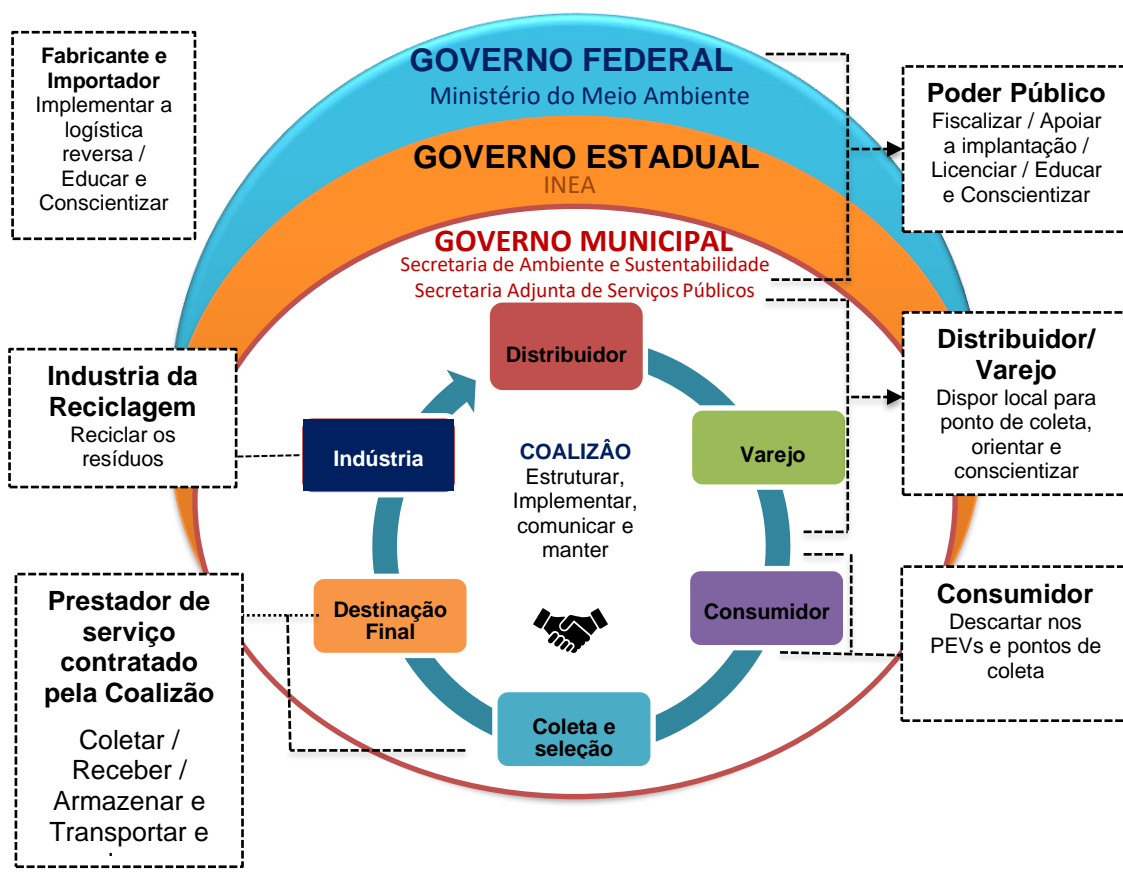 Fabricante e
Importador
Implementar a
logística
reversa /
Educar e
Conscientizar
GOVERNO FEDERAL
Ministério do Meio Ambiente
GOVERNO ESTADUAL
INEA
GOVERNO MUNICIPAL
Secretaria de Ambiente e Sustentabilidade
Secretaria Adjunta de Serviços Públicos
Poder Público
Fiscalizar / Apoiar
a implantação /
Licenciar / Educar
e Conscientizar
Industria da
Reciclagem
Reciclar os
resíduos
Distribuidor
Indústria
COALIZÂO
Estruturar,
Implementar,
comunicar e
manter
Varejo
Distribuidor/
Varejo
Dispor local para
ponto de coleta,
orientar e
conscientizar
Prestador de
serviço
contratado
pela Coalizão
Coletar /
Receber /
Armazenar e
Transportar e
Destinação
Final
Consumidor
Coleta e
seleção
Consumidor
Descartar nos
PEVs e pontos de
coleta